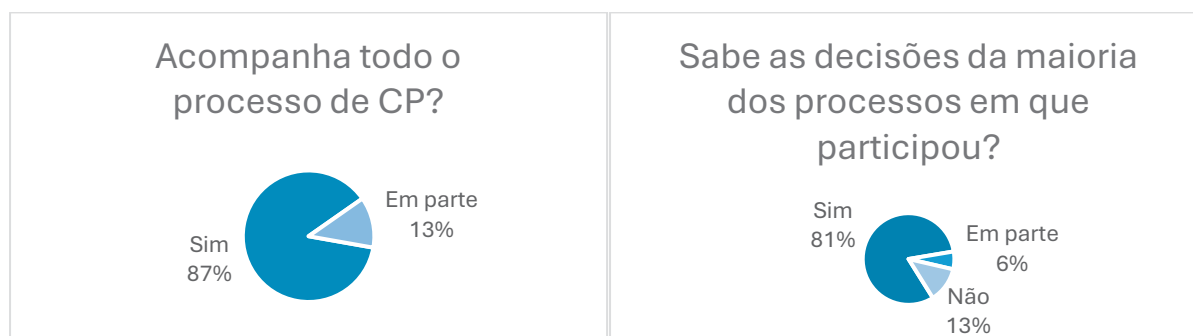 Acompanha todo o
processo de CP?
Em parte
13%
Sim
87%
Sabe as decisões da maioria
dos processos em que
participou?
Sim
81%
Em parte
6%
Não
13%